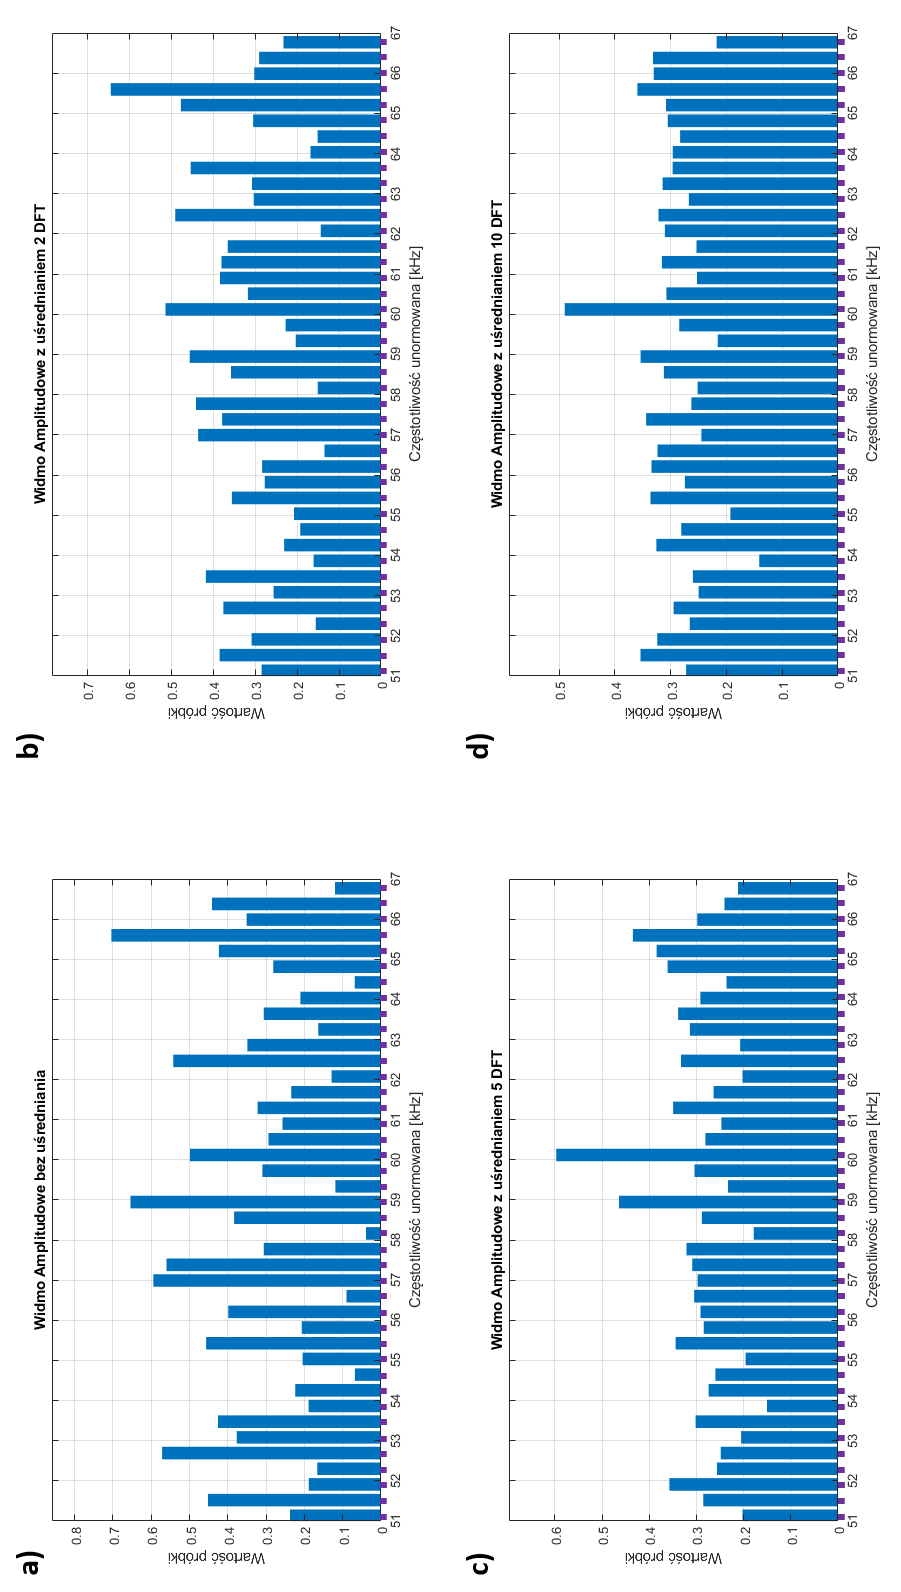 a)
Widmo Amplitudowe bez uśredniania
Wartość próbki
0.8
0.7
0.6
0.5
0.4
0.3
0.2
0.1
0
51 52 53 54 55 56 57 58 59 60 61 62 63 64 65 66 67
Częstotliwość unormowana [kHz]
b)
Widmo Amplitudowe z uśrednianiem 2 DFT
Wartość próbki
0.7
0.6
0.5
0.4
0.3
0.2
0.1
0
51 52 53 54 55 56 57 58 59 60 61 62 63 64 65 66 67
Częstotliwość unormowana [kHz]
c)
Widmo Amplitudowe z uśrednianiem 5 DFT
Wartość próbki
0.6
0.5
0.4
0.3
0.2
0.1
0
51 52 53 54 55 56 57 58 59 60 61 62 63 64 65 66 67
Częstotliwość unormowana [kHz]
d)
Widmo Amplitudowe z uśrednianiem 10 DFT
Wartość próbki
0.5
0.4
0.3
0.2
0.1
0
51 52 53 54 55 56 57 58 59 60 61 62 63 64 65 66 67
Częstotliwość unormowana [kHz]